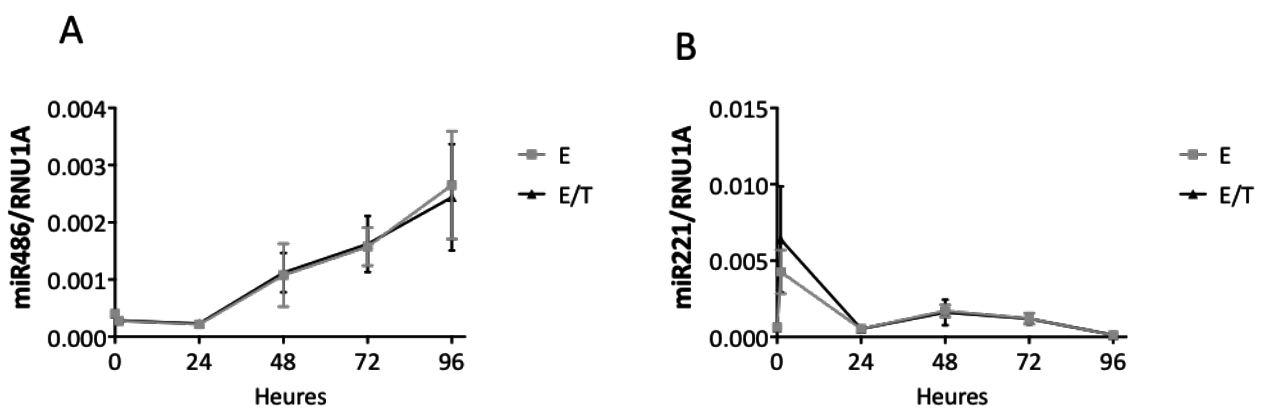 A
miR486/RNU1A
0.004
0.003
0.002
0.001
0.000
0 24 48 72 96
Heures
E
E/T
B
miR221/RNU1A
0.015
0.010
0.005
0.000
0 24 48 72 96
Heures
E
E/T